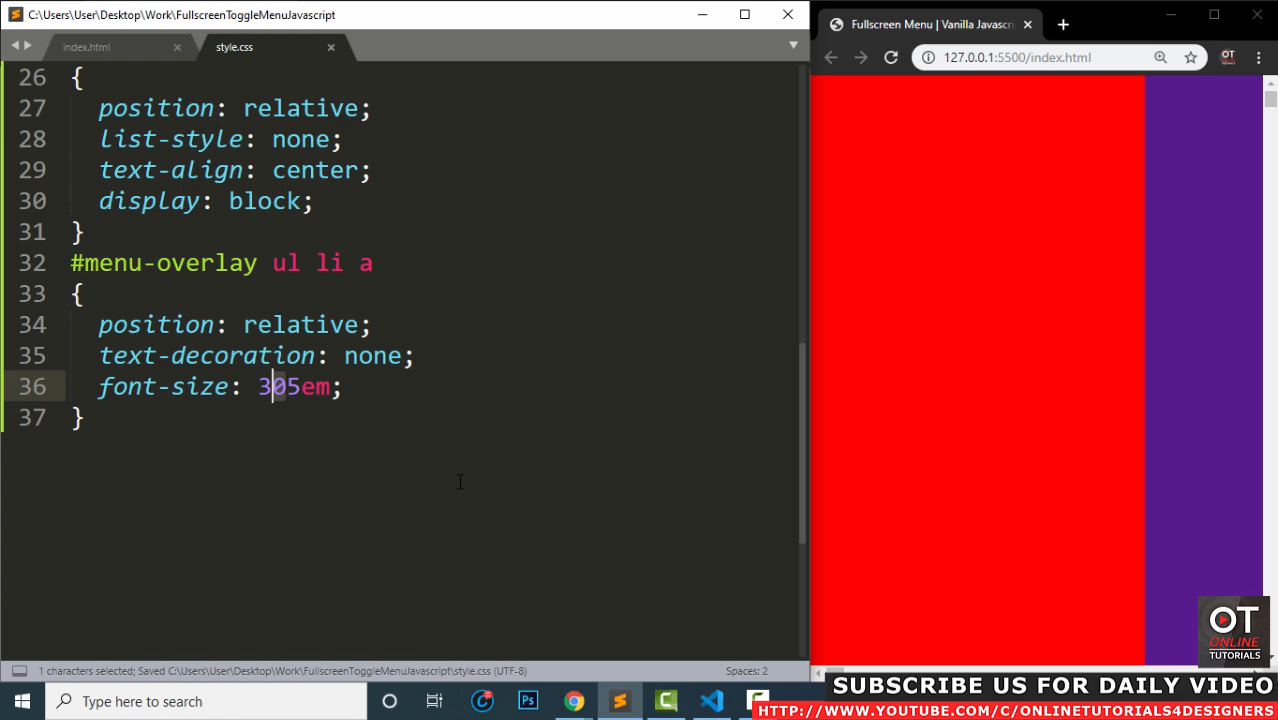 C:\Users\User\Desktop\Work\FullscreenToggleMenuJavascript
index.html
style.css
26 {
27 position: relative;
28 list-style: none;
29 text-align: center;
30 display: block;
31 }
32 #menu-overlay ul li a
33 {
34 position: relative;
35 text-decoration: none;
36 font-size: 305em;
37 }
1 characters selected; Saved C:\Users\User\Desktop\Work\FullscreenToggleMenuJavascript\style.css (UTF-8)
Spaces: 2
Fullscreen Menu | Vanilla Javascri
127.0.0.1:5500/index.html
OT
OT
ONLINE
TUTORIALS
Type here to search
Ps
SUBSCRIBE US FOR DAILY VIDEO
HTTP://WWW.YOUTUBE.COM/C/ONLINETUTORIALS4DESIGNERS